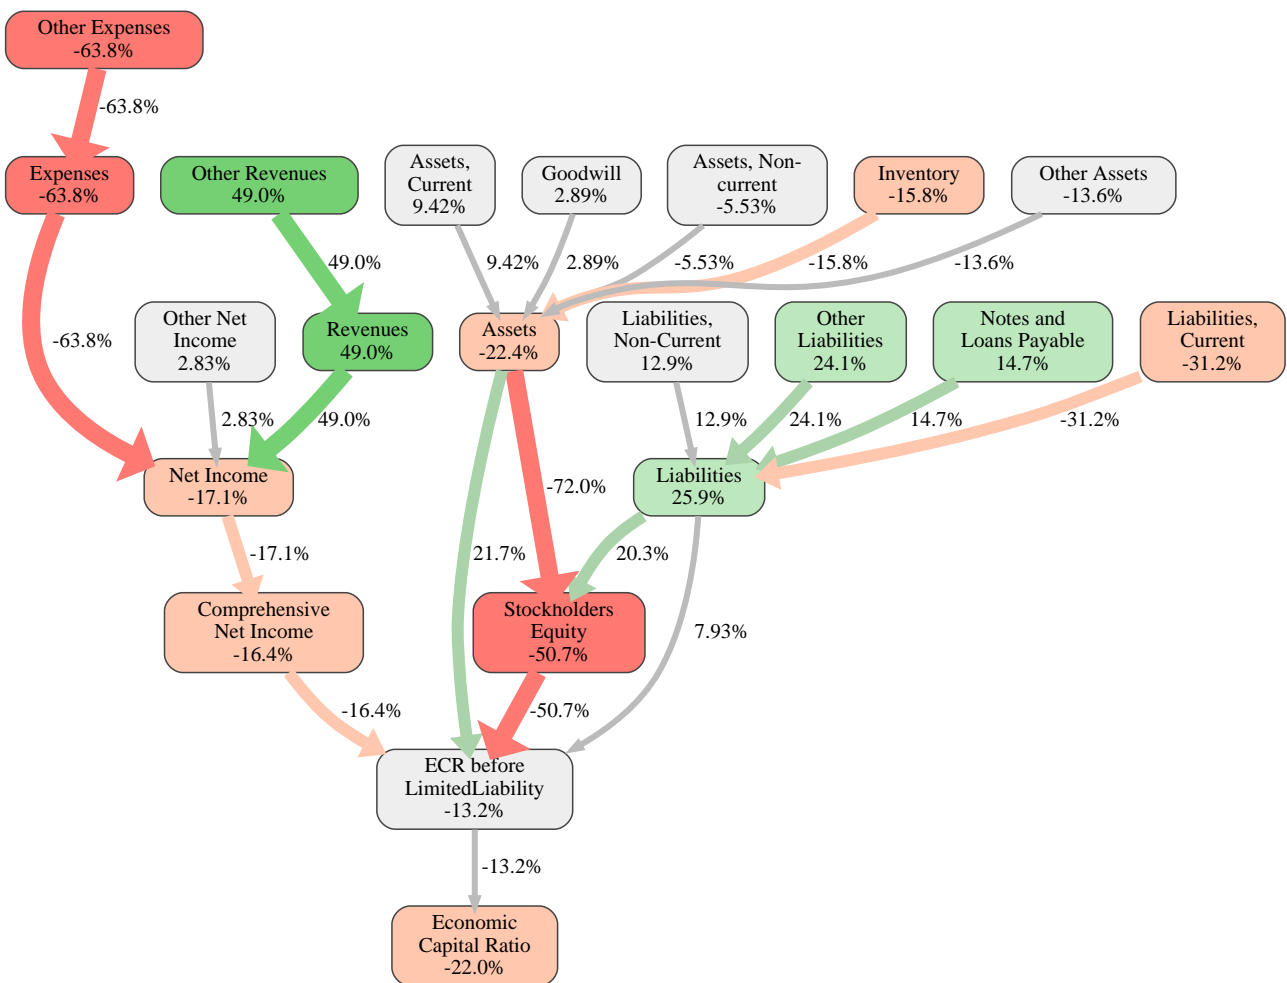 Other Expenses
-63.8%
-63.8%
Expenses
-63.8%
Other Revenues
49.0%
Assets,
Current
9.42%
Goodwill
2.89%
Assets, Non-
current
-5.53%
Inventory
-15.8%
Other Assets
-13.6%
49.0%
9.42%
2.89%
-5.53%
-15.8%
-13.6%
-63.8%
Other Net
Income
2.83%
Revenues
49.0%
Assets
-22.4%
Liabilities,
Non-Current
12.9%
Other
Liabilities
24.1%
Notes and
Loans Payable
14.7%
Liabilities,
Current
-31.2%
2.83%
49.0%
12.9%
24.1%
14.7%
-31.2%
Net Income
-17.1%
-72.0%
Liabilities
25.9%
-17.1%
21.7%
20.3%
Comprehensive
Net Income
-16.4%
Stockholders
Equity
-50.7%
7.93%
-16.4%
-50.7%
ECR before
LimitedLiability
-13.2%
-13.2%
Economic
Capital Ratio
-22.0%